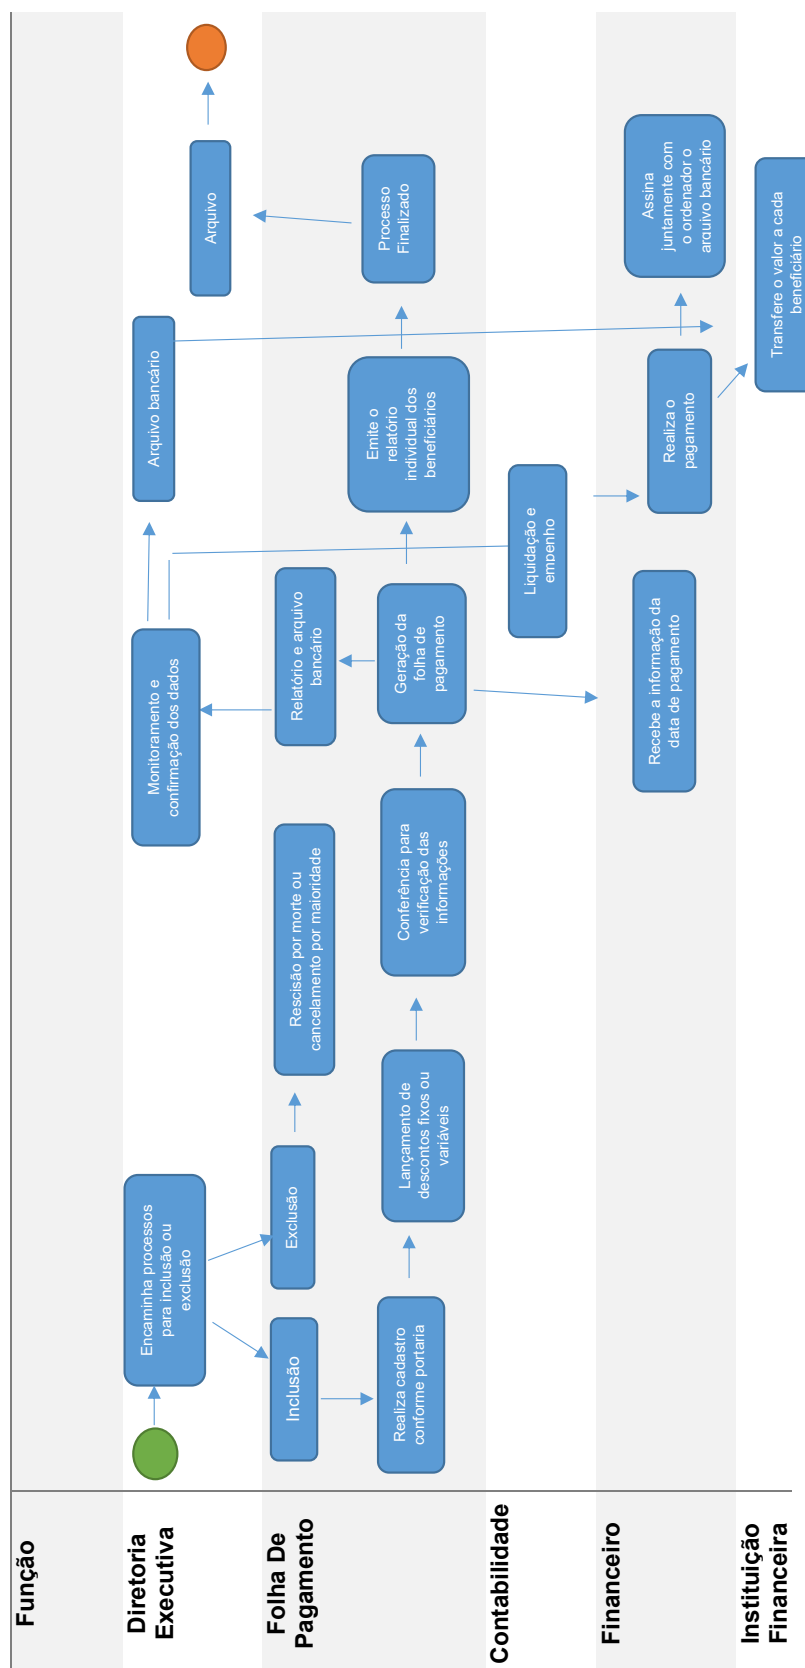 Função
Diretoria
Executiva
Encaminha processos
para inclusão ou
exclusão
Monitoramento e
confirmação dos dados
Arquivo bancário
Arquivo
Folha De
Pagamento
Inclusão
Exclusão
Rescisão por morte ou
cancelamento por maioridade
Relatório e arquivo
bancário
Realiza cadastro
conforme portaria
Lançamento de
descontos fixos ou
variáveis
Conferência para
verificação das
informações
Geração da
folha de
pagamento
Emite o
relatório
individual dos
beneficiários
Processo
Finalizado
Contabilidade
Liquidação e
empenho
Financeiro
Recebe a informação da
data de pagamento
Realiza o
pagamento
Assina
juntamente com
o ordenador o
arquivo bancário
Instituição
Financeira
Transfere o valor a cada
beneficiário